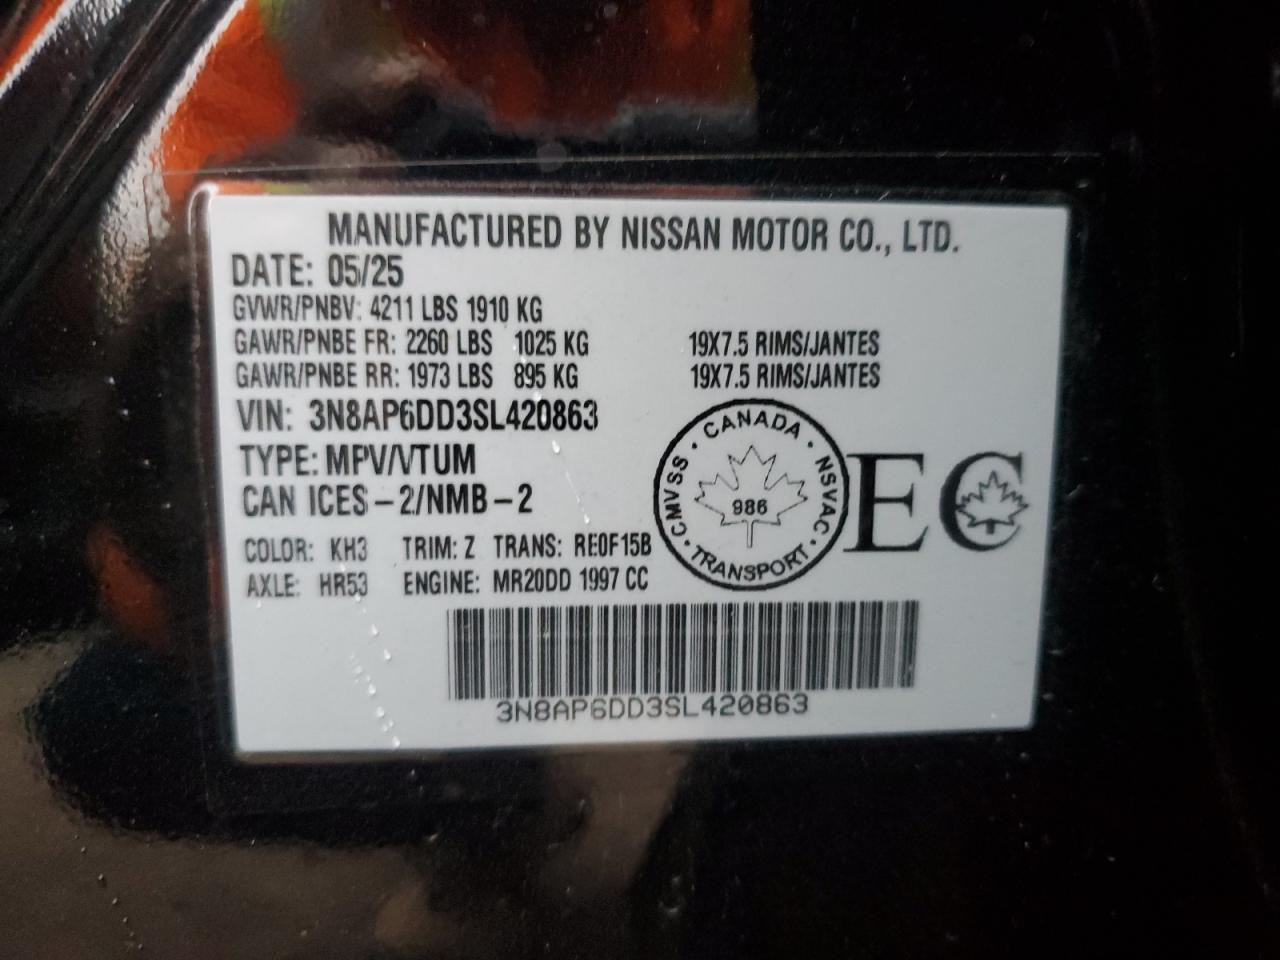 MANUFACTURED BY NISSAN MOTOR CO., LTD.
DATE: 05/25
GVWR/PNBV: 4211 LBS 1910 KG
GAWR/PNBE FR: 2260 LBS 1025 KG 19X7.5 RIMS/JANTES
GAWR/PNBE RR: 1973 LBS 895 KG 19X7.5 RIMS/JANTES
VIN: 3N8AP6DD3SL420863
TYPE: MPV/VTUM
CAN ICES-2/NMB-2
CANADA · NSVAC · TRANSPORT · CMVSS ·
986
EC
COLOR: KH3 TRIM: Z TRANS: RE0F15B
AXLE: HR53 ENGINE: MR20DD 1997 CC
3N8AP6DD3SL420863